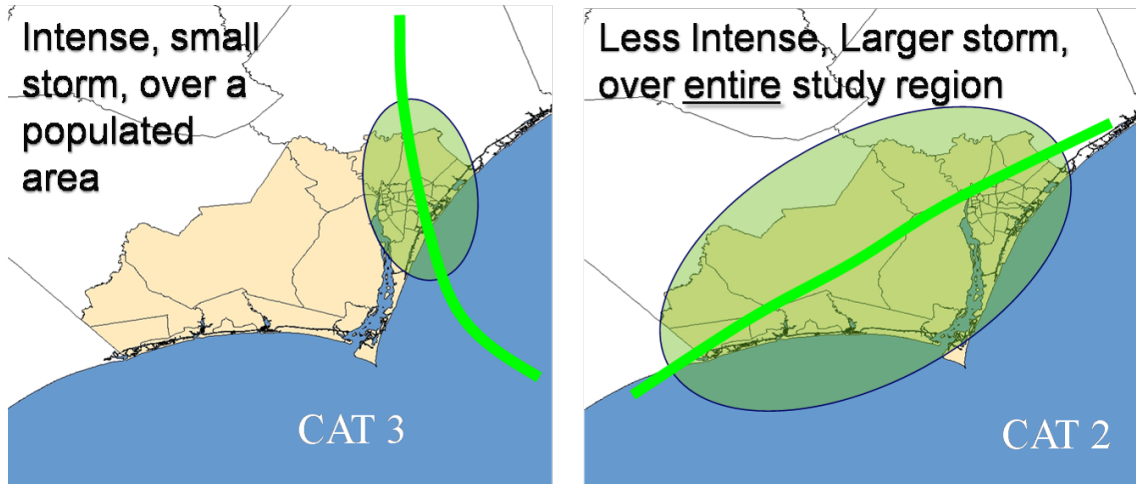 Intense, small
storm, over a
populated
area
CAT 3
Less Intense, Larger storm,
over entire study region
CAT 2